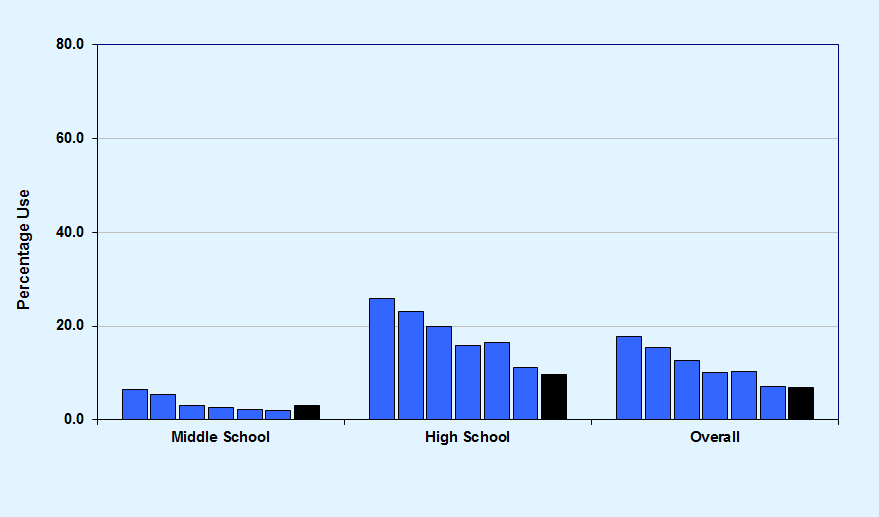 80.0
60.0
40.0
20.0
0.0
Percentage Use
Middle School
High School
Overall